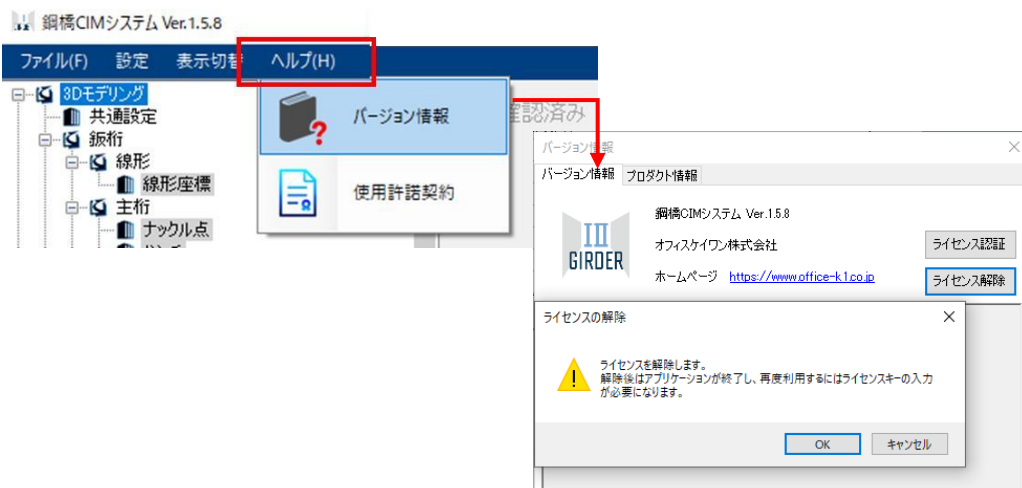 鋼橋CIMシステム Ver.1.5.8
ファイル(F) 設定 表示切替 ヘルプ(H)
3Dモデリング
共通設定
鈑桁
線形
線形座標
主桁
ナックル点
バージョン情報
使用許諾契約
確認済み
バージョン情報
バージョン情報 プロダクト情報
GIRDER
鋼橋CIMシステム Ver.1.5.8
オフィスケイワン株式会社
ホームページ https://www.office-k1.co.jp
ライセンス認証
ライセンス解除
ライセンスの解除
ライセンスを解除します。
解除後はアプリケーションが終了し、再度利用するにはライセンスキーの入力
が必要になります。
OK キャンセル